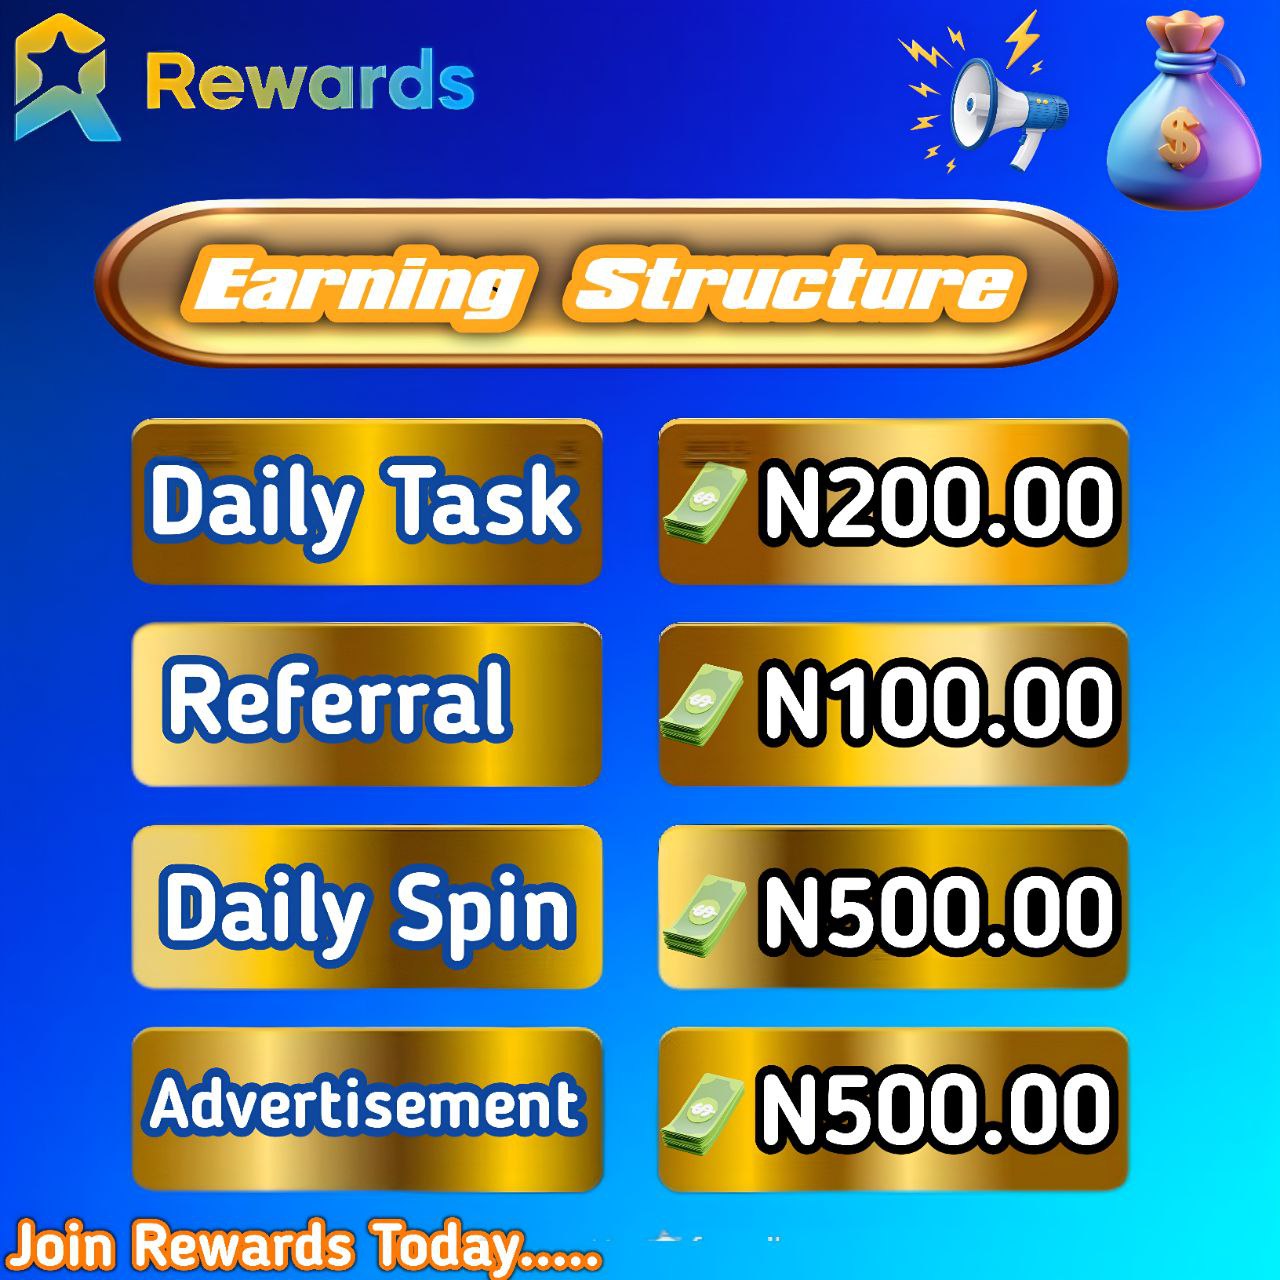 Rewards
Earning Structure
Daily Task
N200.00
Referral
N100.00
Daily Spin
N500.00
Advertisement
N500.00
Join Rewards Today.....